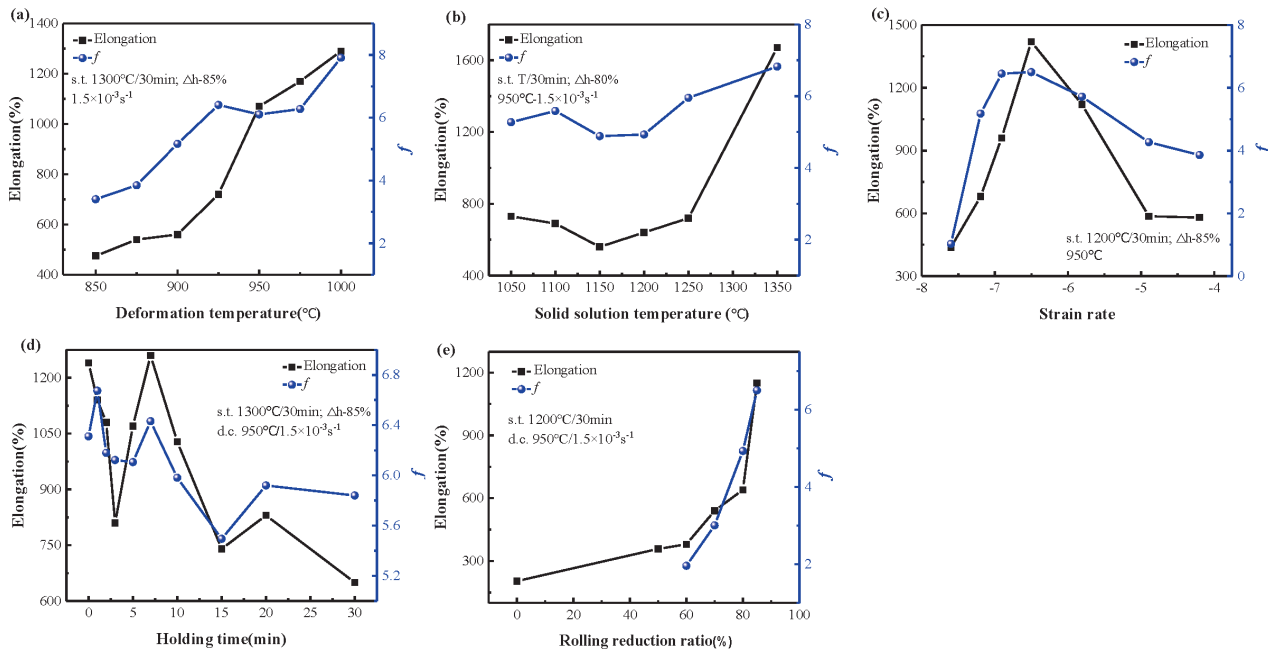 (a)
Elongation
f
s.t. 1300℃/30min; △h-85%
1.5×10⁻³s⁻¹
Elongation(%)
400
500
600
700
800
900
1000
1100
1200
1300
1400
850
900
950
1000
Deformation temperature(℃)
2
4
6
8
f
(b)
Elongation
f
s.t. T/30min; △h-80%
950℃-1.5×10⁻³s⁻¹
Elongation(%)
400
800
1200
1600
1050
1100
1150
1200
1250
1300
1350
Solid solution temperature (℃)
0
2
4
6
8
f
(c)
Elongation
f
s.t. 1200℃/30min; △h-85%
950℃
Elongation(%)
300
600
900
1200
1500
-8
-7
-6
-5
-4
Strain rate
0
2
4
6
8
f
(d)
Elongation
f
s.t. 1300℃/30min; △h-85%
d.c. 950℃/1.5×10⁻³s⁻¹
Elongation(%)
600
750
900
1050
1200
0
5
10
15
20
25
30
Holding time(min)
5.2
5.6
6.0
6.4
6.8
f
(e)
Elongation
f
s.t. 1200℃/30min
d.c. 950℃/1.5×10⁻³s⁻¹
Elongation(%)
300
600
900
1200
0
20
40
60
80
100
Rolling reduction ratio(%)
2
4
6
f